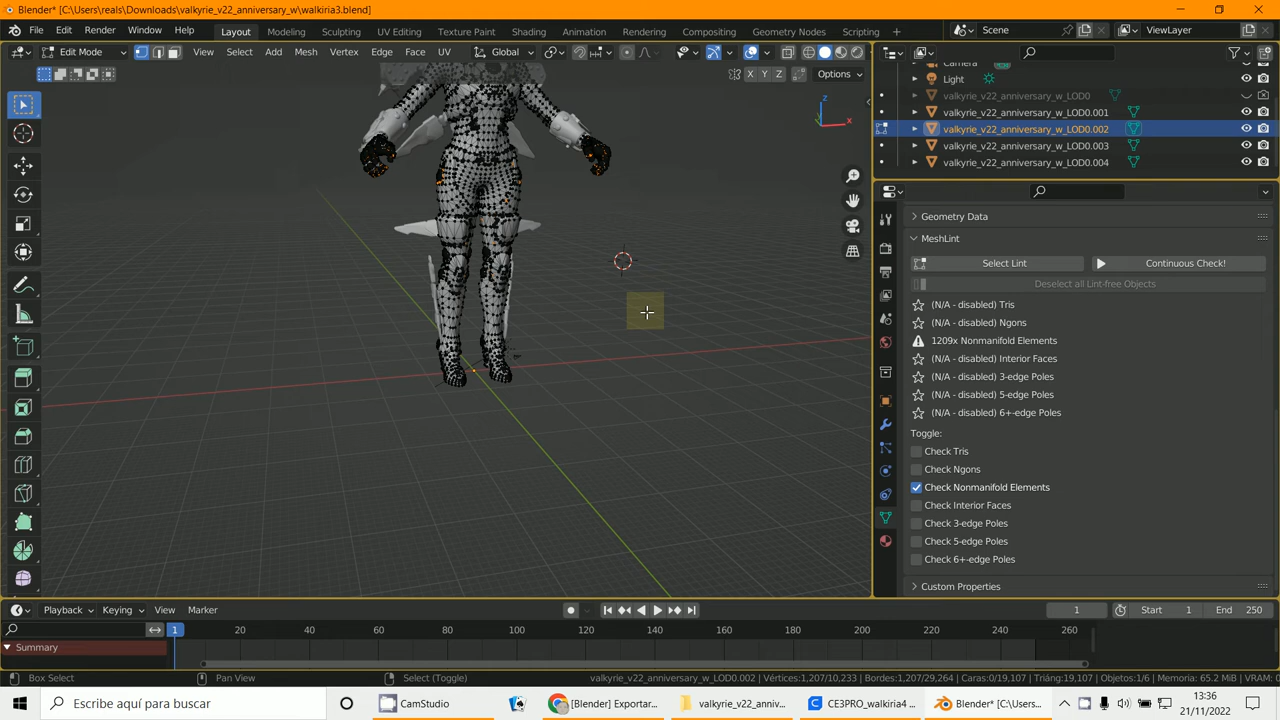 Blender* [C:\Users\reals\Downloads\valkyrie_v22_anniversary_w\walkiria3.blend]
File Edit Render Window Help Layout Modeling Sculpting UV Editing Texture Paint Shading Animation Rendering Compositing Geometry Nodes Scripting + Scene ViewLayer
Edit Mode View Select Add Mesh Vertex Edge Face UV Global
X Y Z Options
Z
X
Camera
Light
valkyrie_v22_anniversary_w_LOD0
valkyrie_v22_anniversary_w_LOD0.001
valkyrie_v22_anniversary_w_LOD0.002
valkyrie_v22_anniversary_w_LOD0.003
valkyrie_v22_anniversary_w_LOD0.004
Geometry Data
MeshLint
Select Lint Continuous Check!
Deselect all Lint-free Objects
(N/A - disabled) Tris
(N/A - disabled) Ngons
1209x Nonmanifold Elements
(N/A - disabled) Interior Faces
(N/A - disabled) 3-edge Poles
(N/A - disabled) 5-edge Poles
(N/A - disabled) 6+-edge Poles
Toggle:
Check Tris
Check Ngons
Check Nonmanifold Elements
Check Interior Faces
Check 3-edge Poles
Check 5-edge Poles
Check 6+-edge Poles
Custom Properties
Playback Keying View Marker 1 Start 1 End 250
1 20 40 60 80 100 120 140 160 180 200 220 240 260
Summary
Box Select Pan View Select (Toggle) valkyrie_v22_anniversary_w_LOD0.002 | Vértices:1,207/10,233 | Bordes:1,207/29,264 | Caras:0/19,107 | Triáng:19,107 | Objetos:1/6 | Memoria: 65.2 MiB | VRAM: 0
Escribe aquí para buscar CamStudio [Blender] Exportar... valkyrie_v22_anniv... CE3PRO_walkiria4 ... Blender* [C:\Users... 13:36
21/11/2022